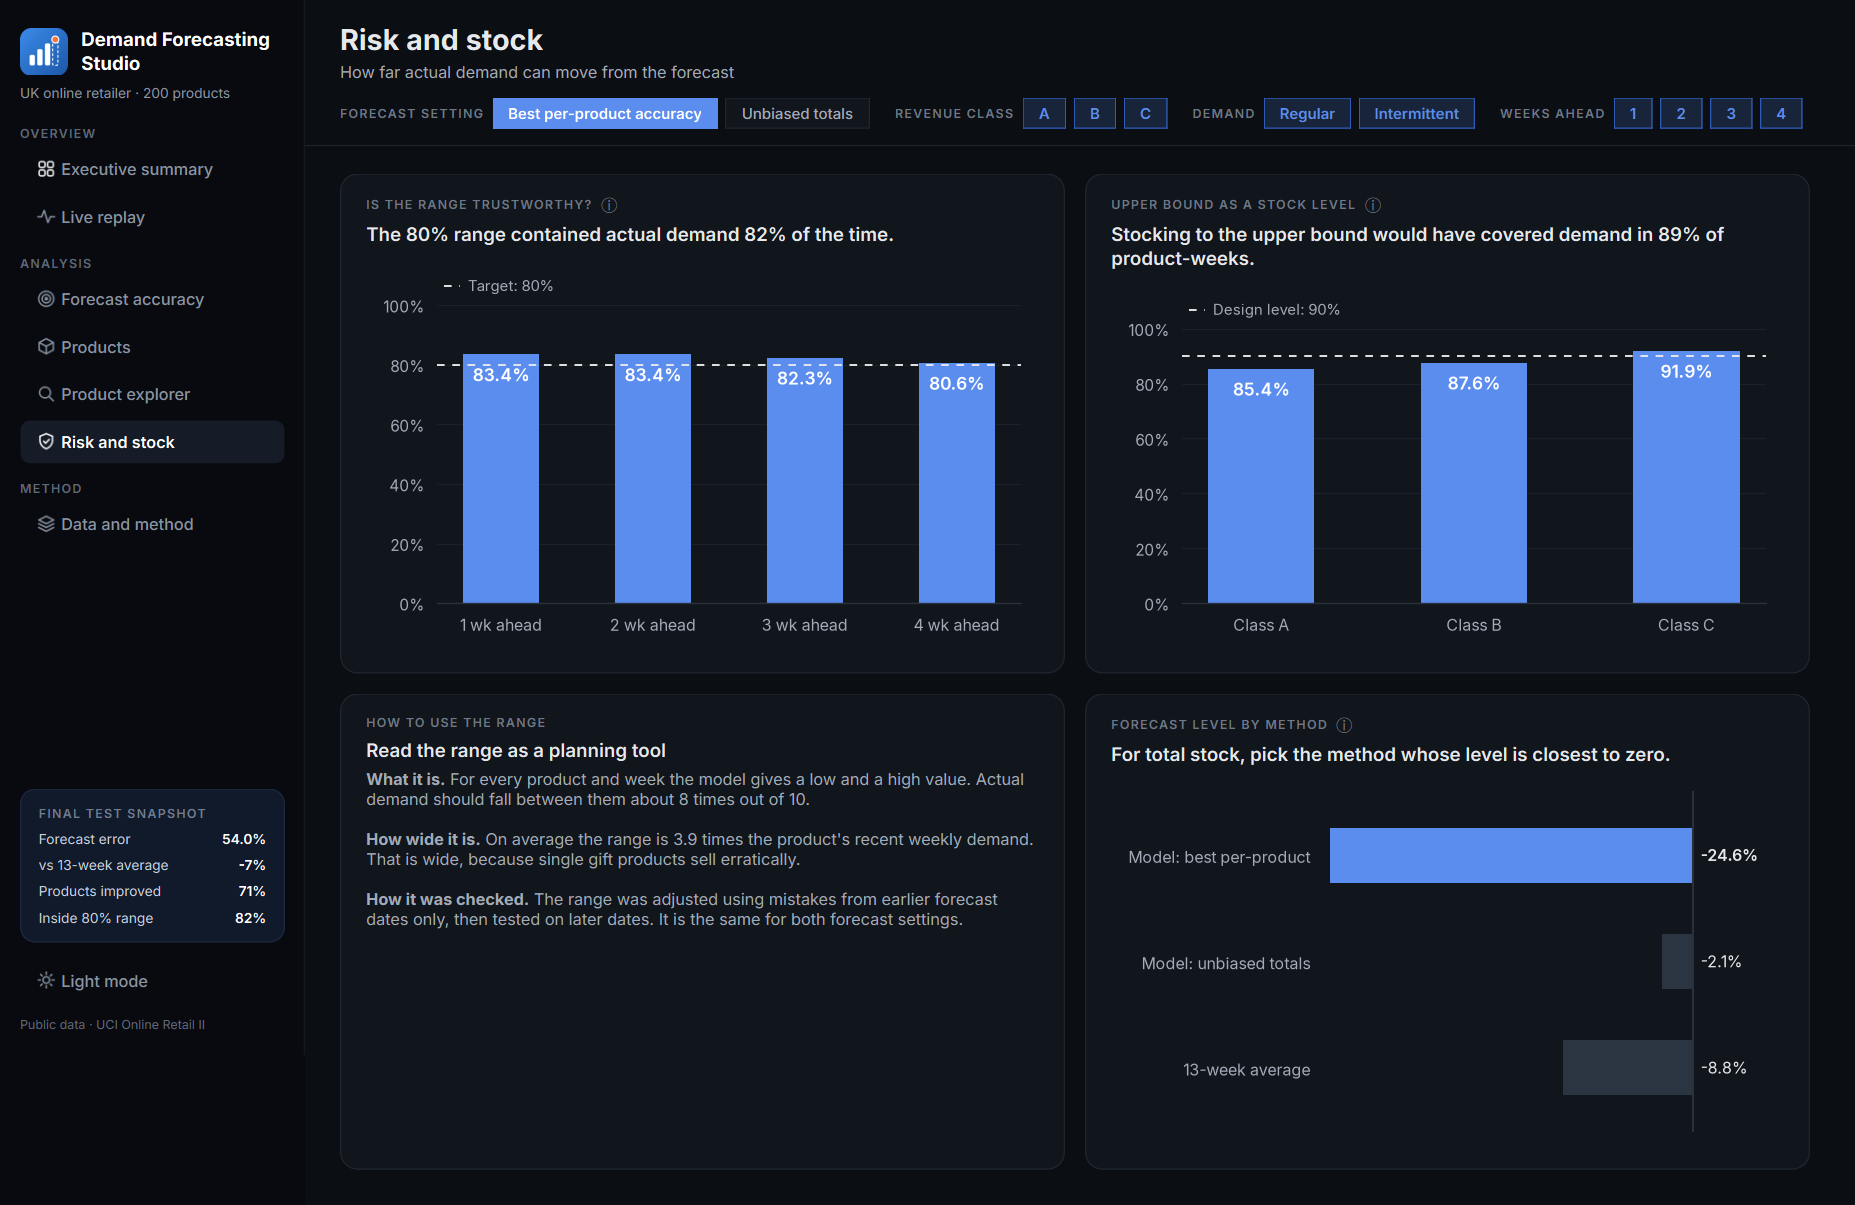 Demand Forecasting
Studio
UK online retailer · 200 products
OVERVIEW
Executive summary
Live replay
ANALYSIS
Forecast accuracy
Products
Product explorer
Risk and stock
METHOD
Data and method
FINAL TEST SNAPSHOT
Forecast error 54.0%
vs 13-week average -7%
Products improved 71%
Inside 80% range 82%
Light mode
Public data · UCI Online Retail II
Risk and stock
How far actual demand can move from the forecast
FORECAST SETTING Best per-product accuracy Unbiased totals REVENUE CLASS A B C DEMAND Regular Intermittent WEEKS AHEAD 1 2 3 4
IS THE RANGE TRUSTWORTHY?
The 80% range contained actual demand 82% of the time.
Target: 80%
100%
80%
60%
40%
20%
0%
83.4% 83.4% 82.3% 80.6%
1 wk ahead 2 wk ahead 3 wk ahead 4 wk ahead
UPPER BOUND AS A STOCK LEVEL
Stocking to the upper bound would have covered demand in 89% of
product-weeks.
Design level: 90%
100%
80%
60%
40%
20%
0%
85.4% 87.6% 91.9%
Class A Class B Class C
HOW TO USE THE RANGE
Read the range as a planning tool
What it is. For every product and week the model gives a low and a high value. Actual
demand should fall between them about 8 times out of 10.
How wide it is. On average the range is 3.9 times the product's recent weekly demand.
That is wide, because single gift products sell erratically.
How it was checked. The range was adjusted using mistakes from earlier forecast
dates only, then tested on later dates. It is the same for both forecast settings.
FORECAST LEVEL BY METHOD
For total stock, pick the method whose level is closest to zero.
Model: best per-product -24.6%
Model: unbiased totals -2.1%
13-week average -8.8%